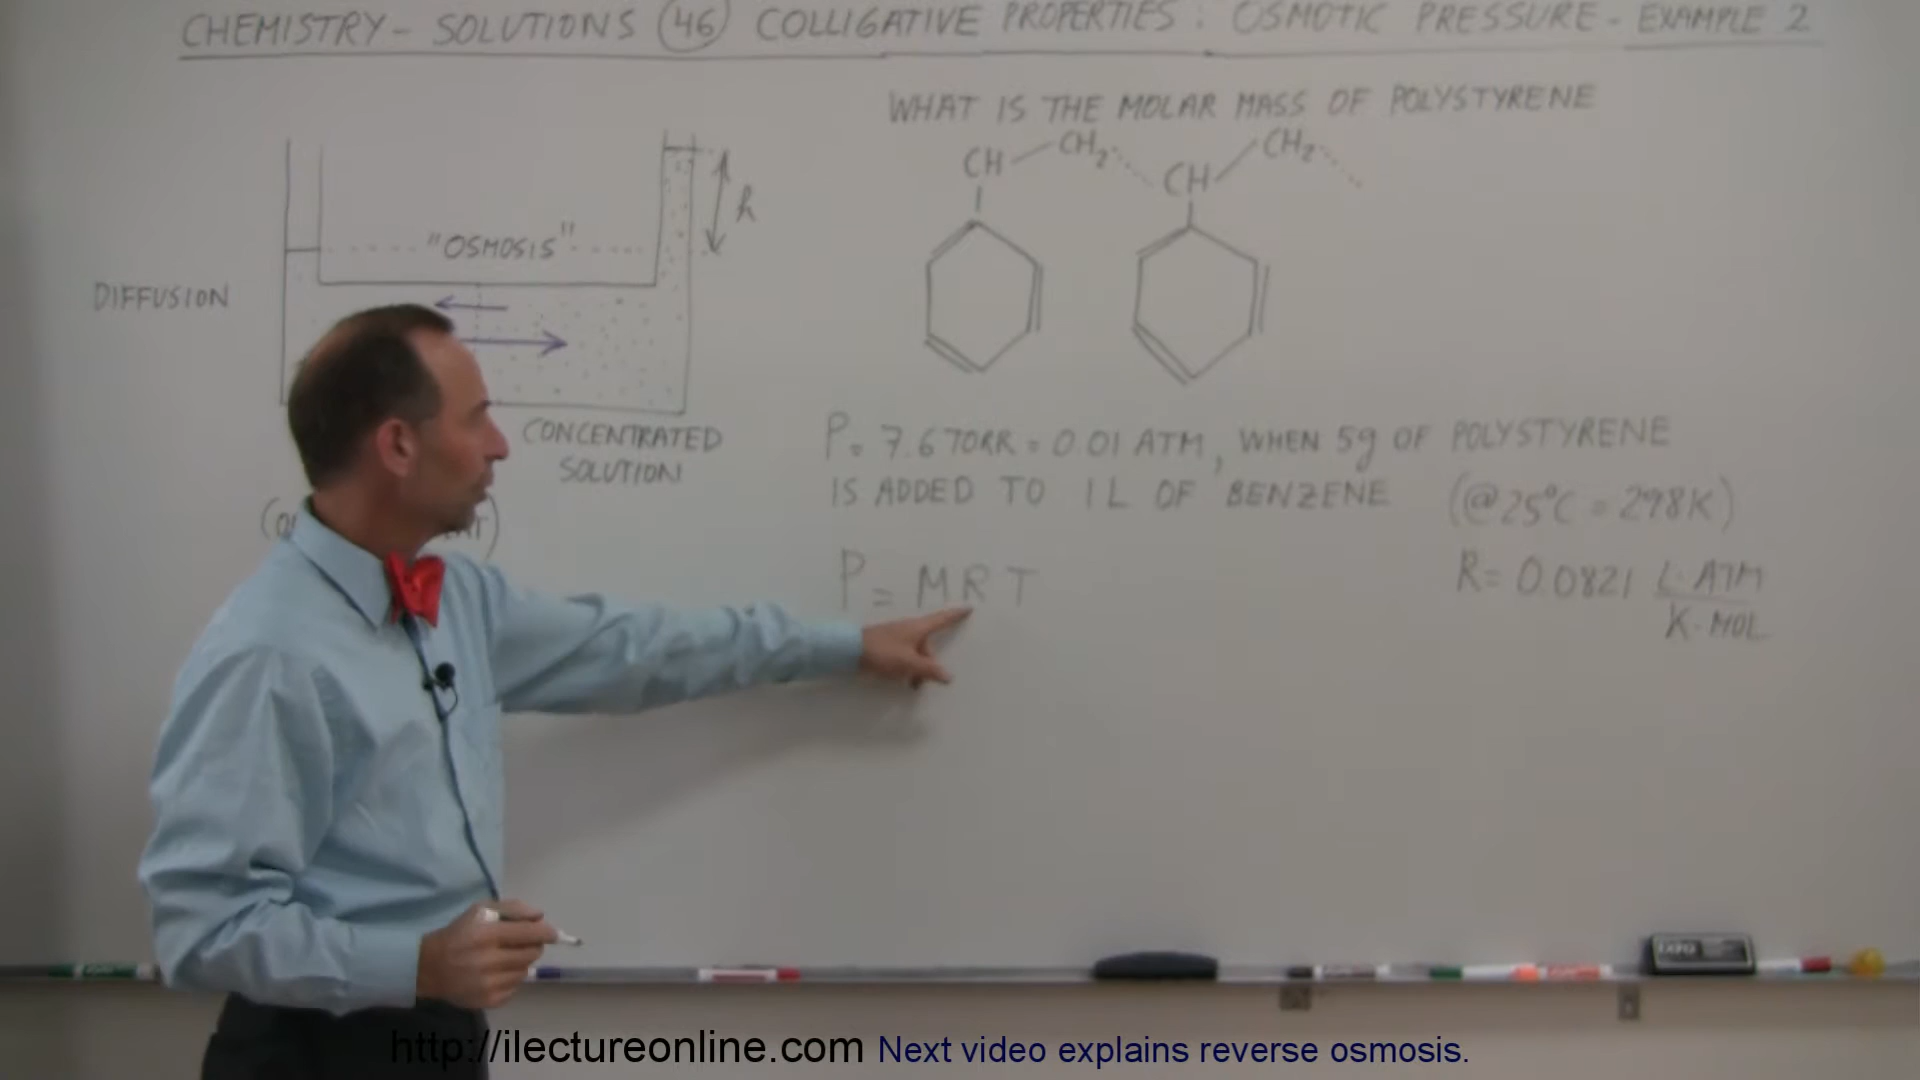 CHEMISTRY - SOLUTIONS (46) COLLIGATIVE PROPERTIES : OSMOTIC PRESSURE - EXAMPLE 2
WHAT IS THE MOLAR MASS OF POLYSTYRENE
CH CH2 CH CH2
h
"OSMOSIS"
DIFFUSION
CONCENTRATED
SOLUTION
P = 7.6 TORR = 0.01 ATM, WHEN 5g OF POLYSTYRENE
IS ADDED TO 1 L OF BENZENE (@25°C = 298K)
P = MRT
R = 0.0821 L·ATM
K·MOL
http://ilectureonline.com Next video explains reverse osmosis.